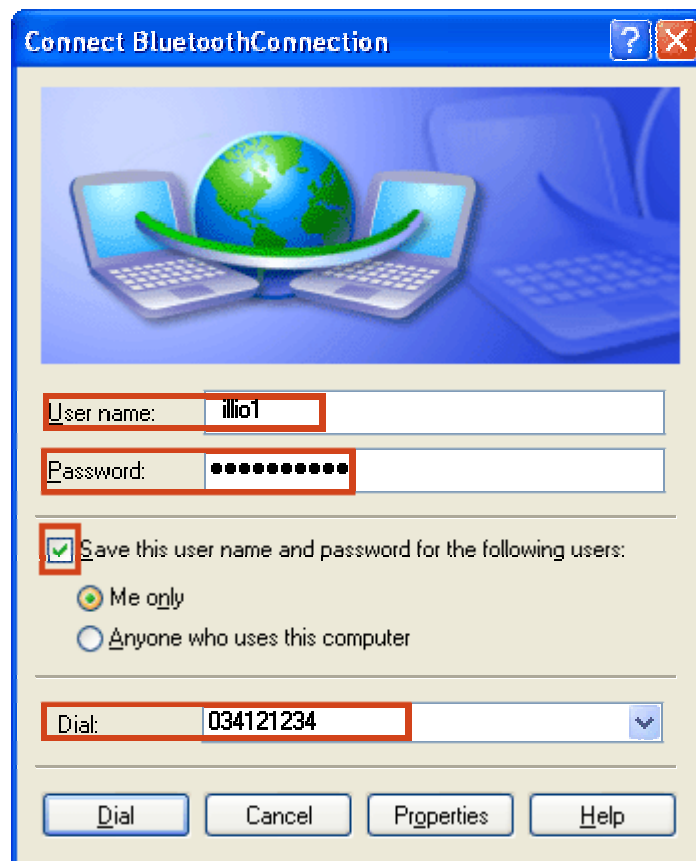 Connect BluetoothConnection
User name: illio1
Password: ●●●●●●●●●●
Save this user name and password for the following users:
Me only
Anyone who uses this computer
Dial: 034121234
Dial Cancel Properties Help